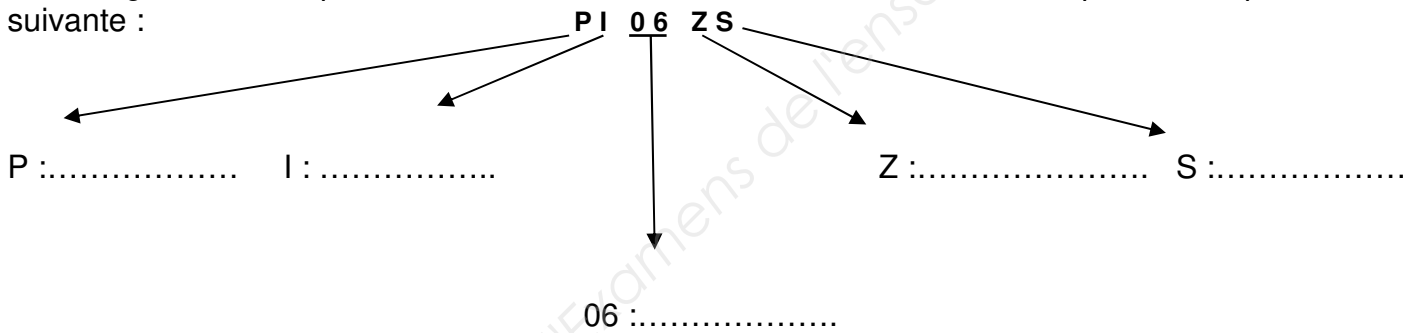 suivante :
P I 0 6 Z S
P :……………… I : ……………..
Z :…………………. S :………………
06 :……………….